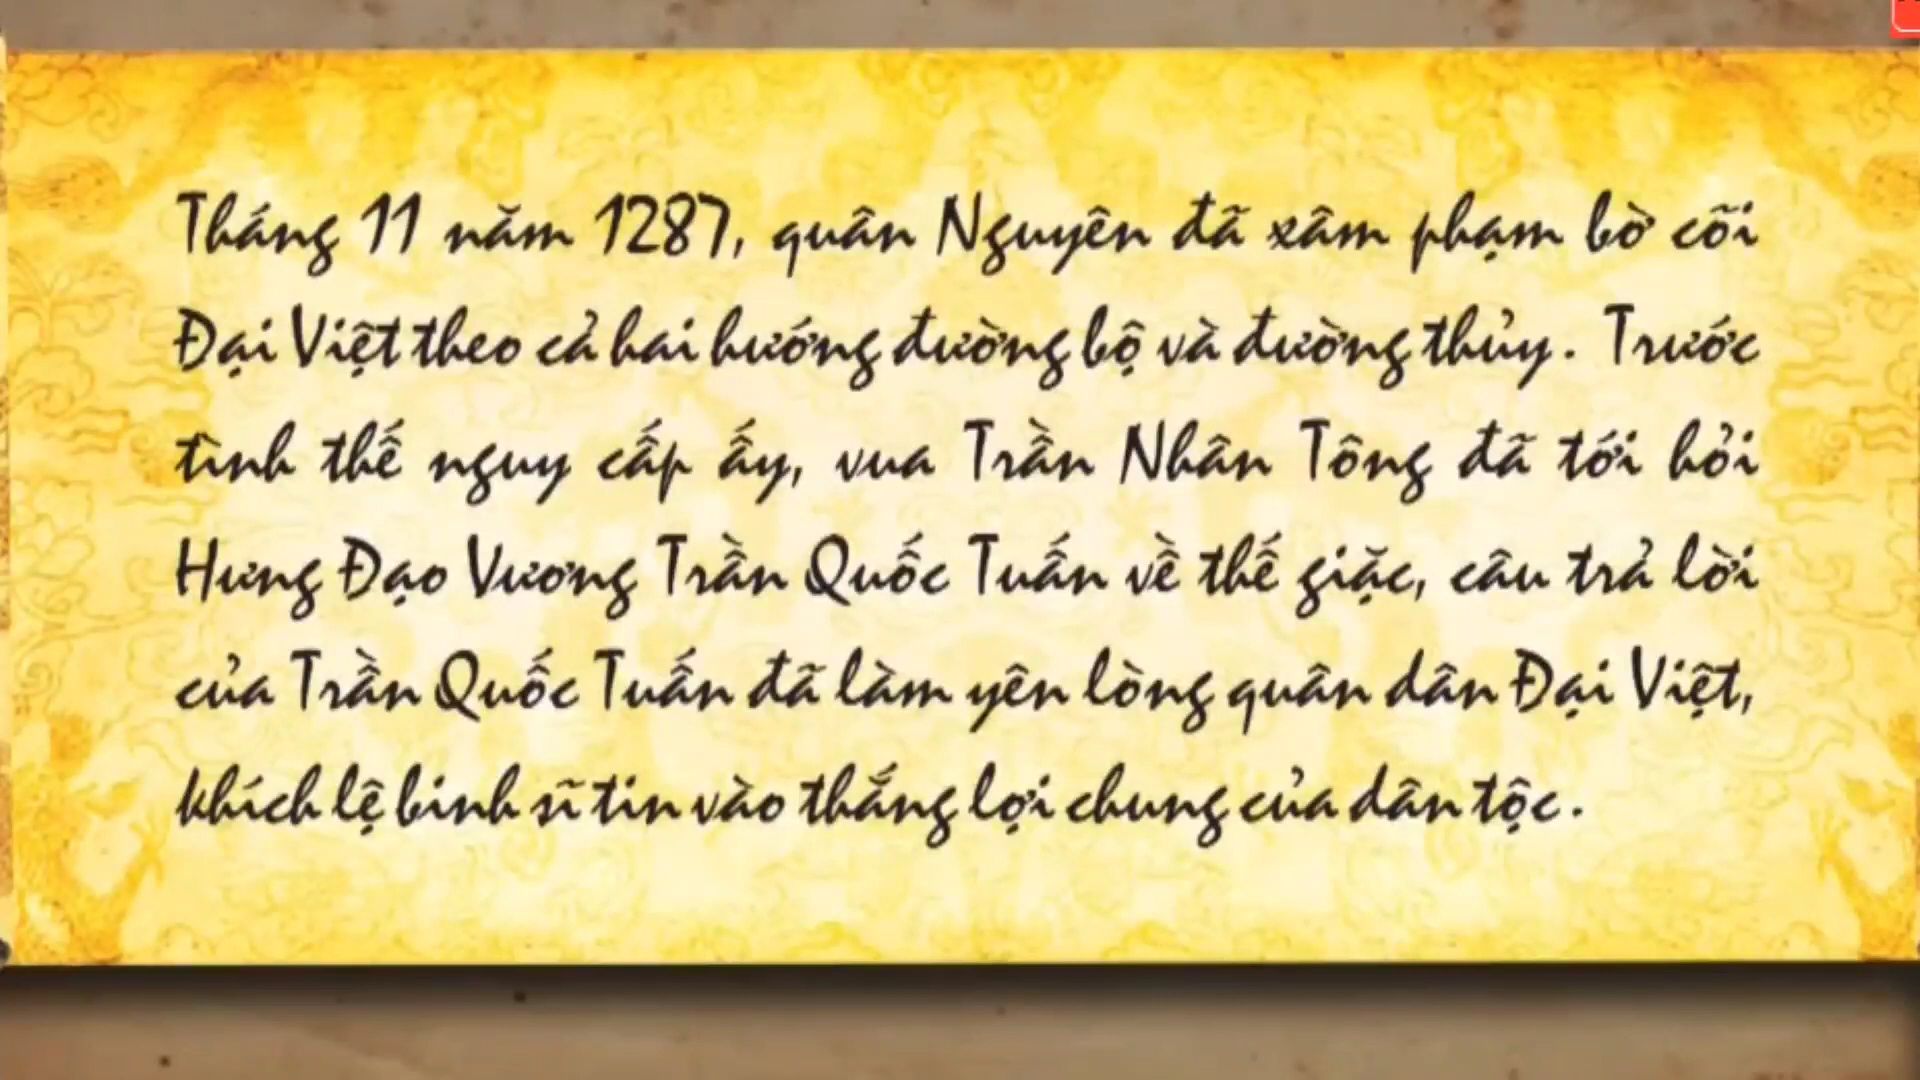 Tháng 11 năm 1287, quân Nguyên đã xâm phạm bờ cõi
Đại Việt theo cả hai hướng đường bộ và đường thủy. Trước
tình thế nguy cấp ấy, vua Trần Nhân Tông đã tới hỏi
Hưng Đạo Vương Trần Quốc Tuấn về thế giặc, câu trả lời
của Trần Quốc Tuấn đã làm yên lòng quân dân Đại Việt,
khích lệ binh sĩ tin vào thắng lợi chung của dân tộc.